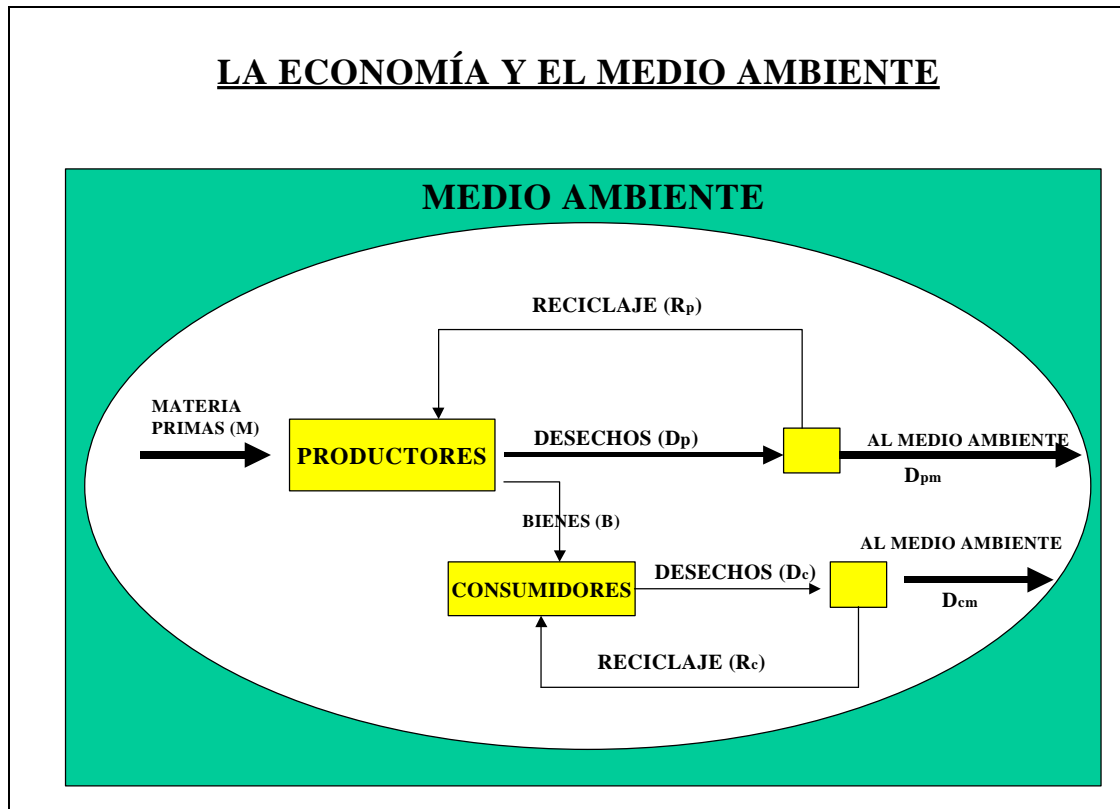 LA ECONOMÍA Y EL MEDIO AMBIENTE
MEDIO AMBIENTE
RECICLAJE (Rp)
MATERIA
PRIMAS (M)
PRODUCTORES
DESECHOS (Dp)
AL MEDIO AMBIENTE
Dpm
BIENES (B)
AL MEDIO AMBIENTE
CONSUMIDORES
DESECHOS (Dc)
Dcm
RECICLAJE (Rc)